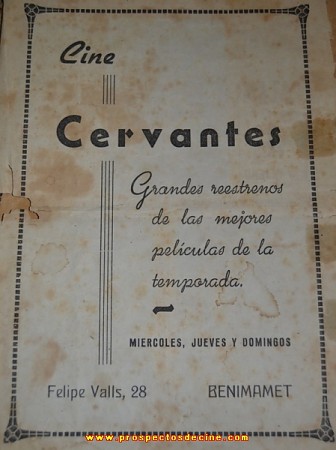 Cine
Cervantes
Grandes reestrenos
de las mejores
películas de la
temporada.
MIERCOLES, JUEVES Y DOMINGOS
Felipe Valls, 28 BENIMAMET
www.prospectosdecine.com